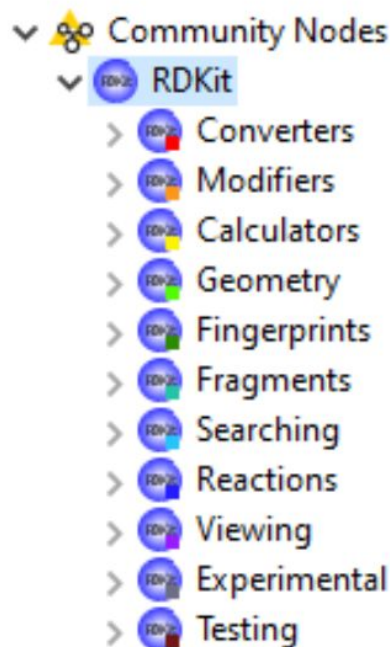 Community Nodes
RDKit
Converters
Modifiers
Calculators
Geometry
Fingerprints
Fragments
Searching
Reactions
Viewing
Experimental
Testing